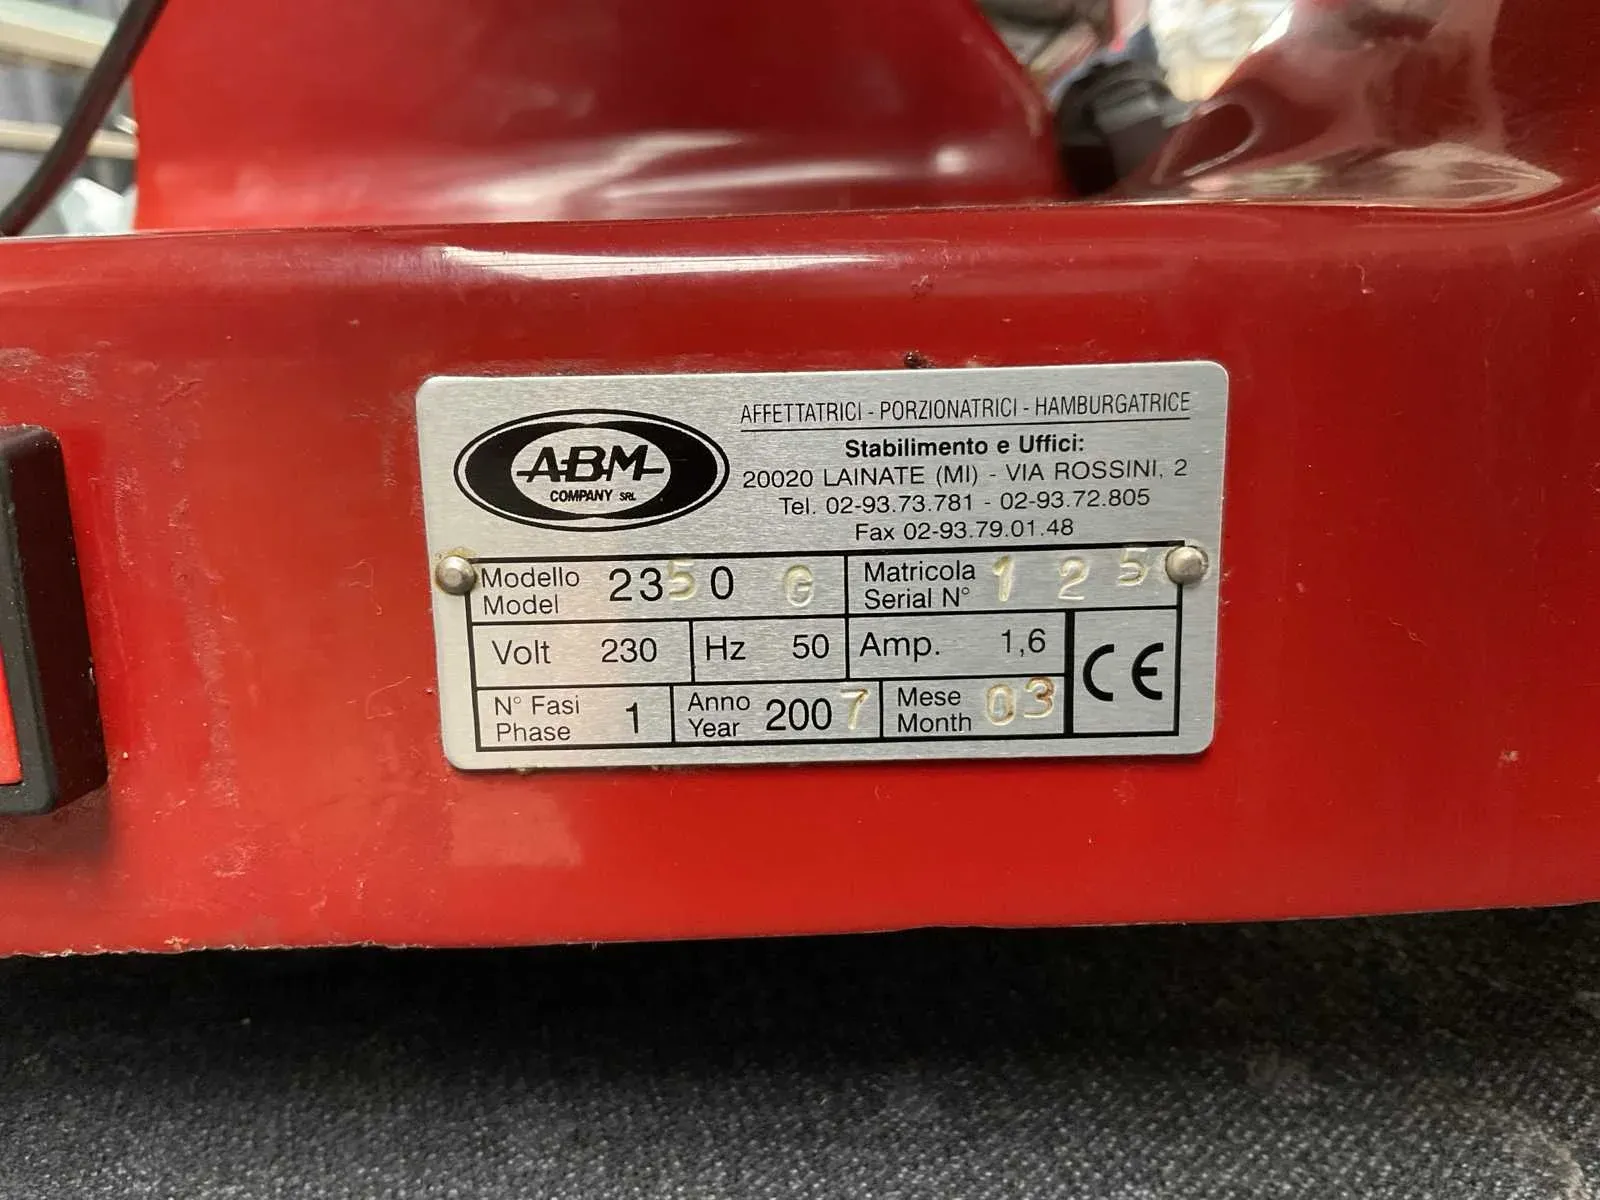 AFFETTATRICI - PORZIONATRICI - HAMBURGATRICE
A.B.M
COMPANY SRL
Stabilimento e Uffici:
20020 LAINATE (MI) - VIA ROSSINI, 2
Tel. 02-93.73.781 - 02-93.72.805
Fax 02-93.79.01.48
Modello 2350 G Matricola 125
Model Serial N°
Volt 230 Hz 50 Amp. 1,6
CE
N° Fasi 1 Anno 2007 Mese 03
Phase Year Month